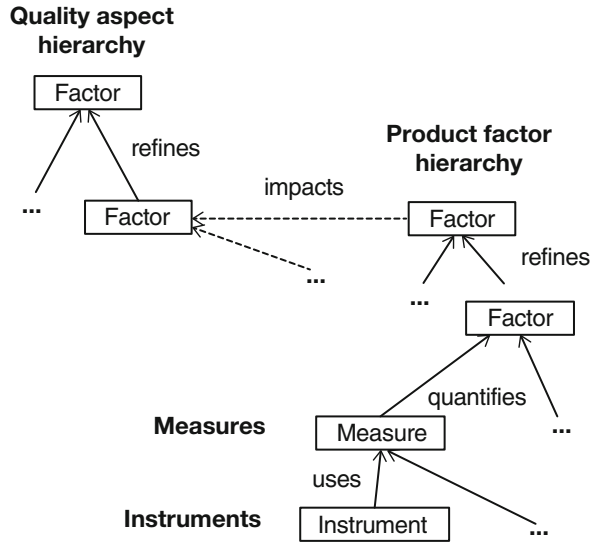 Quality aspect
hierarchy
Factor
refines
Product factor
hierarchy
impacts
...
Factor
Factor
refines
...
...
Factor
quantifies
...
Measures
Measure
uses
Instruments
Instrument
...